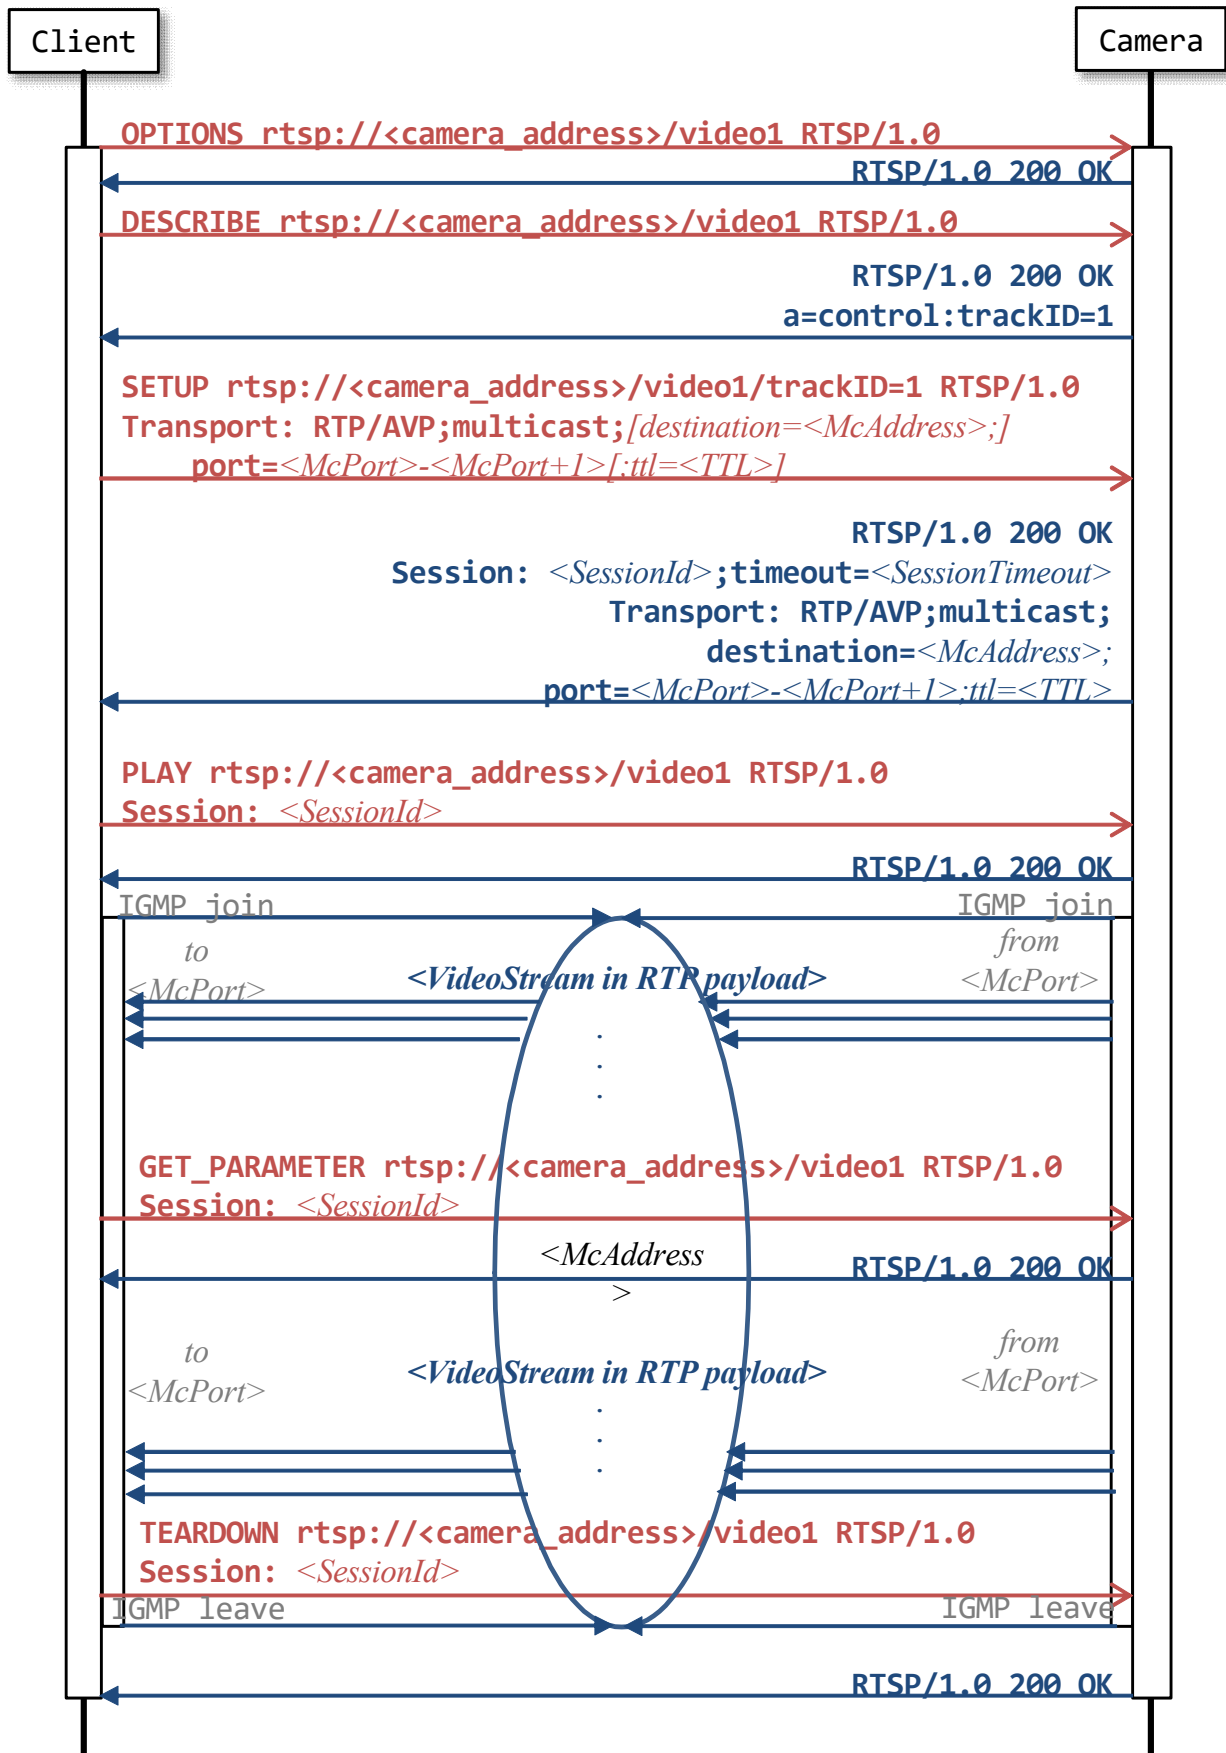 Client
Camera
OPTIONS rtsp://<camera_address>/video1 RTSP/1.0
RTSP/1.0 200 OK
DESCRIBE rtsp://<camera_address>/video1 RTSP/1.0
RTSP/1.0 200 OK
a=control:trackID=1
SETUP rtsp://<camera_address>/video1/trackID=1 RTSP/1.0
Transport: RTP/AVP;multicast;[destination=<McAddress>;]
port=<McPort>-<McPort+1>[;ttl=<TTL>]
RTSP/1.0 200 OK
Session: <SessionId>;timeout=<SessionTimeout>
Transport: RTP/AVP;multicast;
destination=<McAddress>;
port=<McPort>-<McPort+1>;ttl=<TTL>
PLAY rtsp://<camera_address>/video1 RTSP/1.0
Session: <SessionId>
RTSP/1.0 200 OK
IGMP join
IGMP join
to
<McPort>
<VideoStream in RTP payload>
from
<McPort>
.
.
.
GET_PARAMETER rtsp://<camera_address>/video1 RTSP/1.0
Session: <SessionId>
<McAddress
>
RTSP/1.0 200 OK
to
<McPort>
<VideoStream in RTP payload>
from
<McPort>
.
.
.
TEARDOWN rtsp://<camera_address>/video1 RTSP/1.0
Session: <SessionId>
IGMP leave
IGMP leave
RTSP/1.0 200 OK